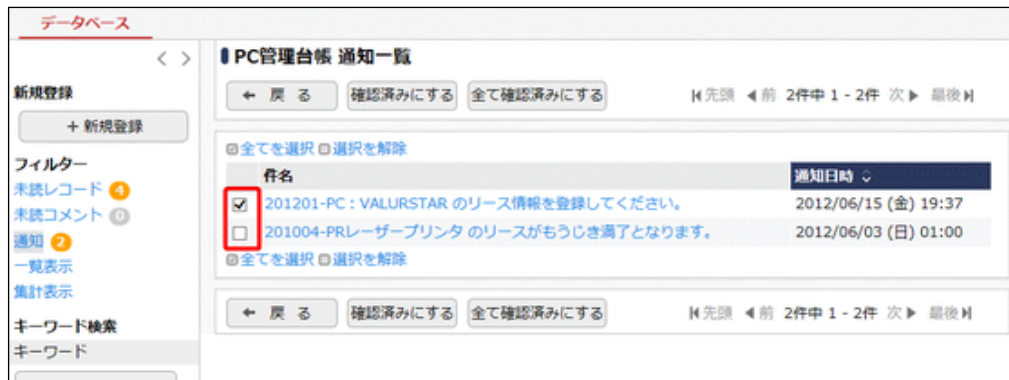 データベース
< >
新規登録
+ 新規登録
フィルター
未読レコード 4
未読コメント 0
通知 2
一覧表示
集計表示
キーワード検索
キーワード
PC管理台帳 通知一覧
← 戻 る 確認済みにする 全て確認済みにする 先頭 前 2件中 1 - 2件 次 最後
全てを選択 選択を解除
件名 通知日時
201201-PC : VALURSTAR のリース情報を登録してください。 2012/06/15 (金) 19:37
201004-PRレーザープリンタ のリースがもうじき満了となります。 2012/06/03 (日) 01:00
全てを選択 選択を解除
← 戻 る 確認済みにする 全て確認済みにする 先頭 前 2件中 1 - 2件 次 最後